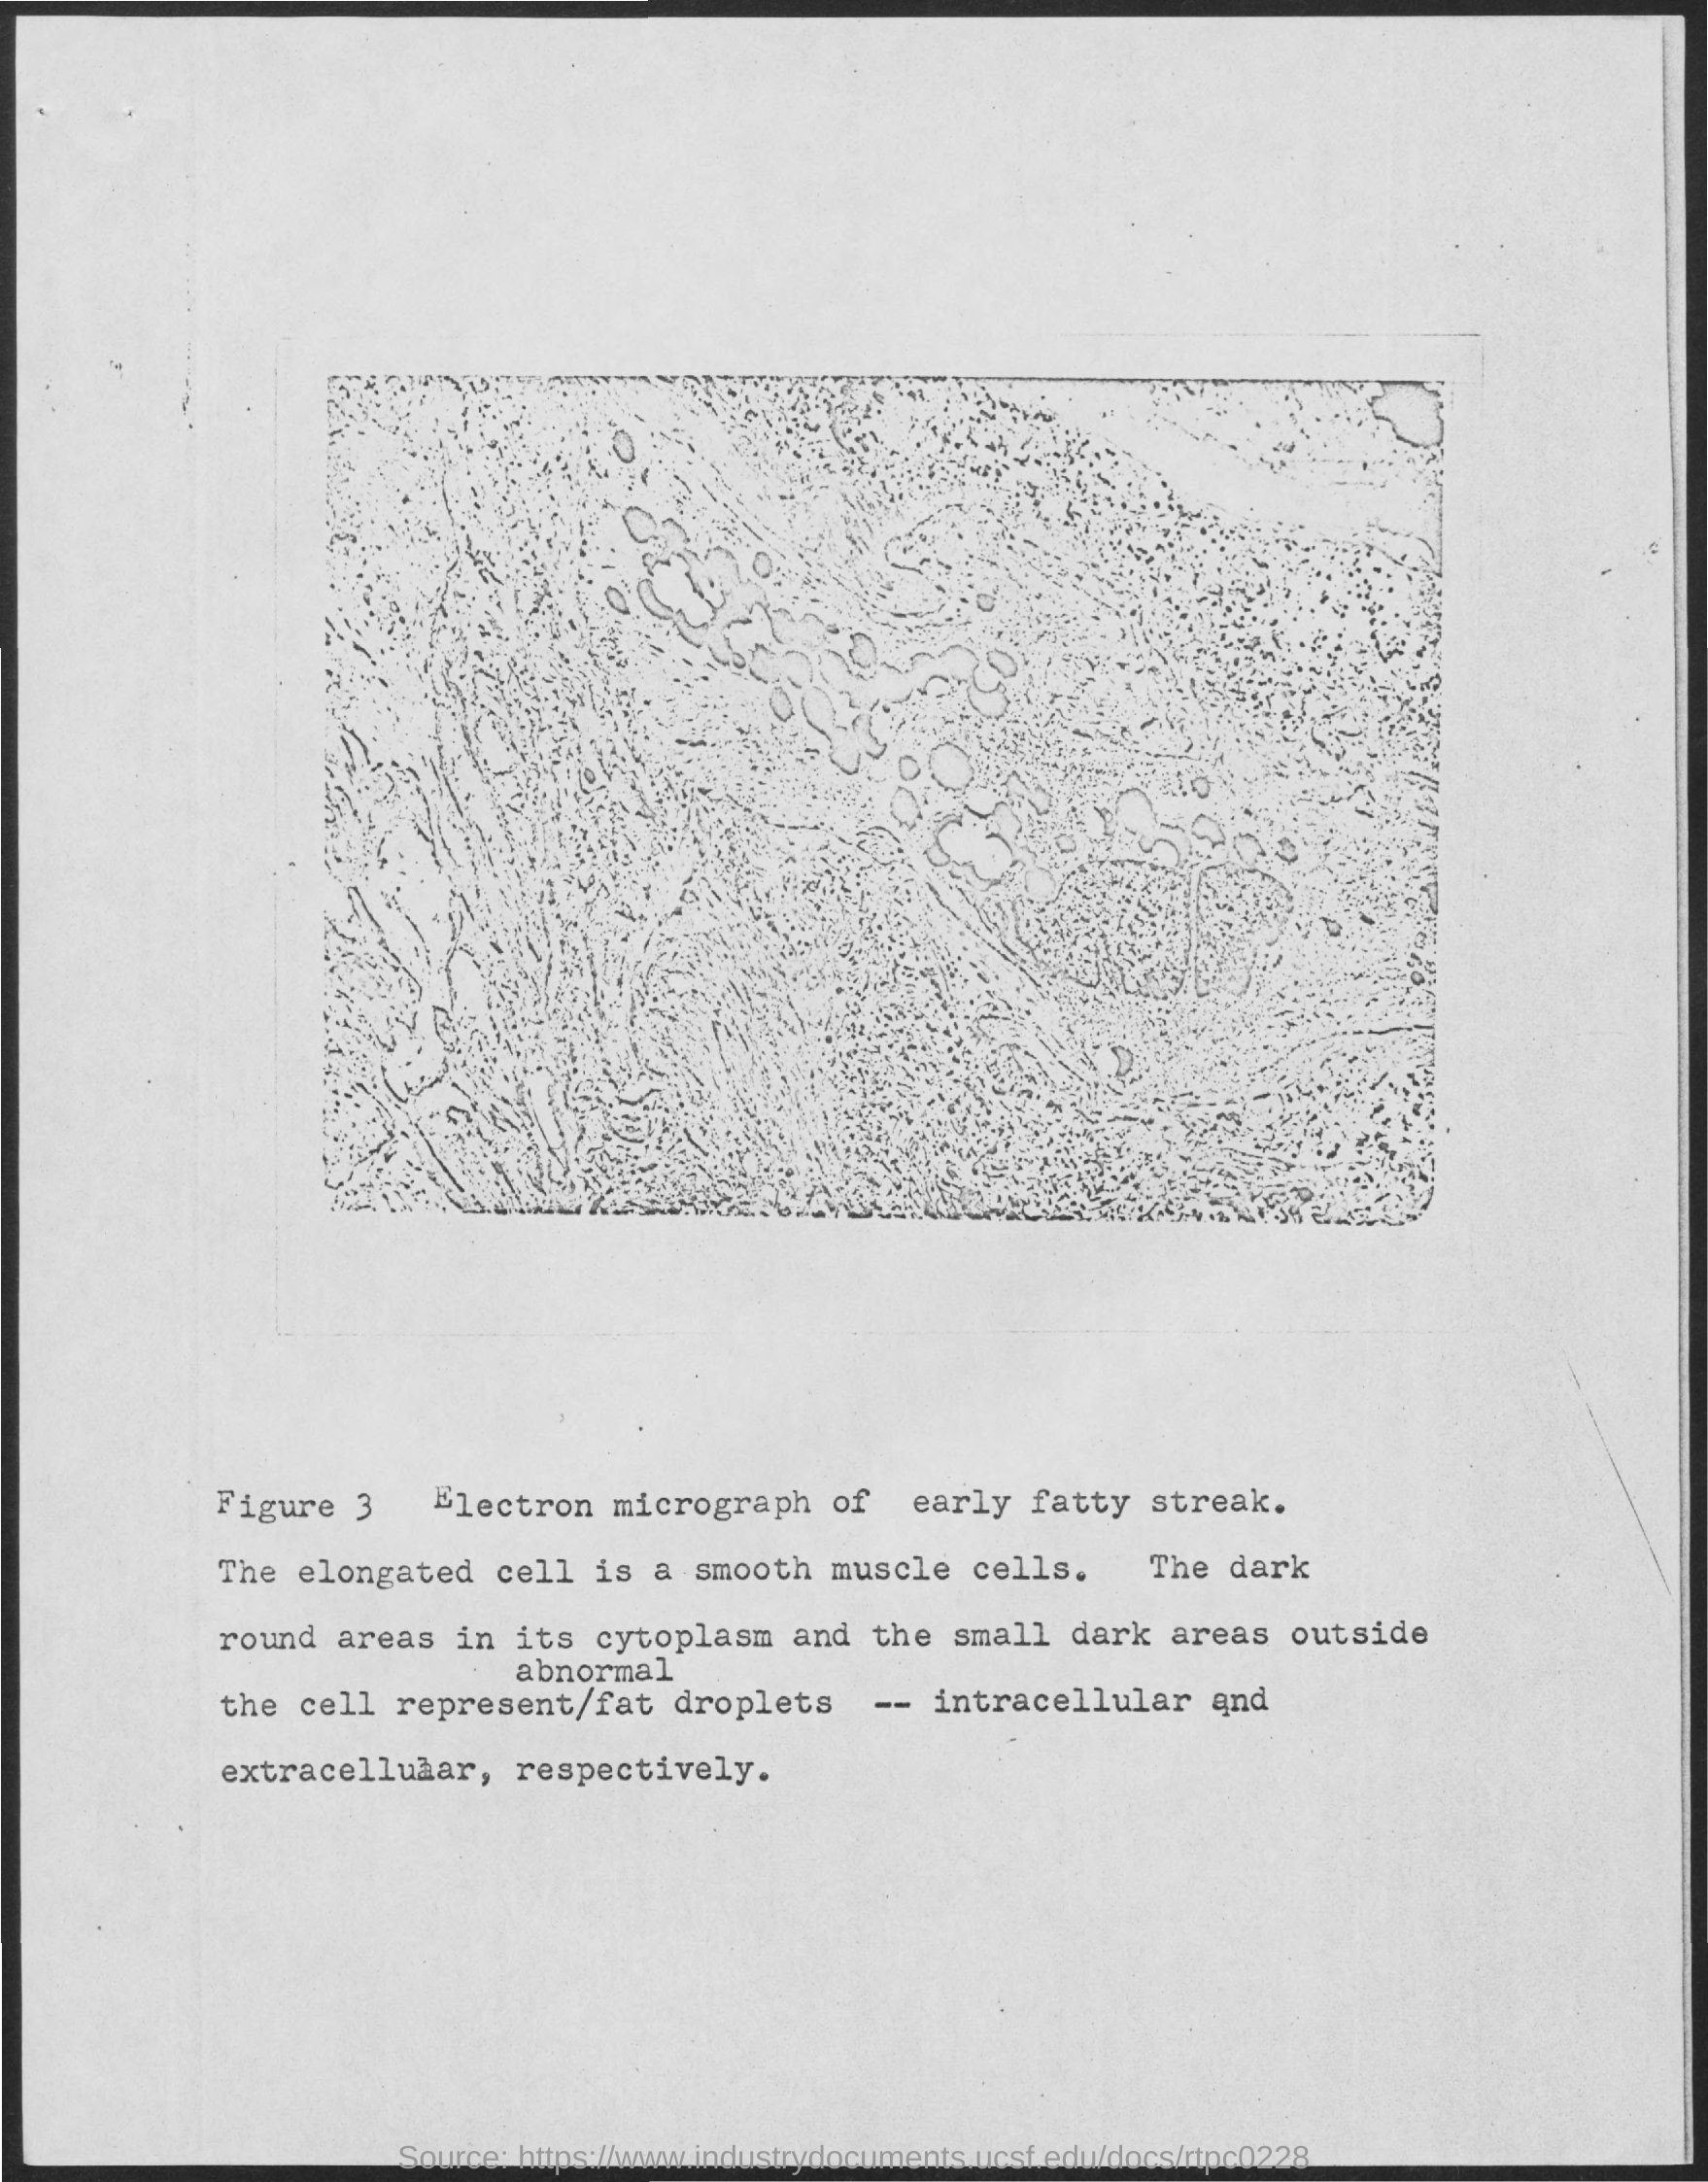 Figure 3 Electron micrograph of early fatty streak.
The elongated cell is a smooth muscle cells. The dark
round areas in its cytoplasm and the small dark areas outside
abnormal
the cell represent/fat droplets -- intracellular and
extracellular, respectively.
Source: https://www.industrydocuments.ucsf.edu/docs/rtpc0228